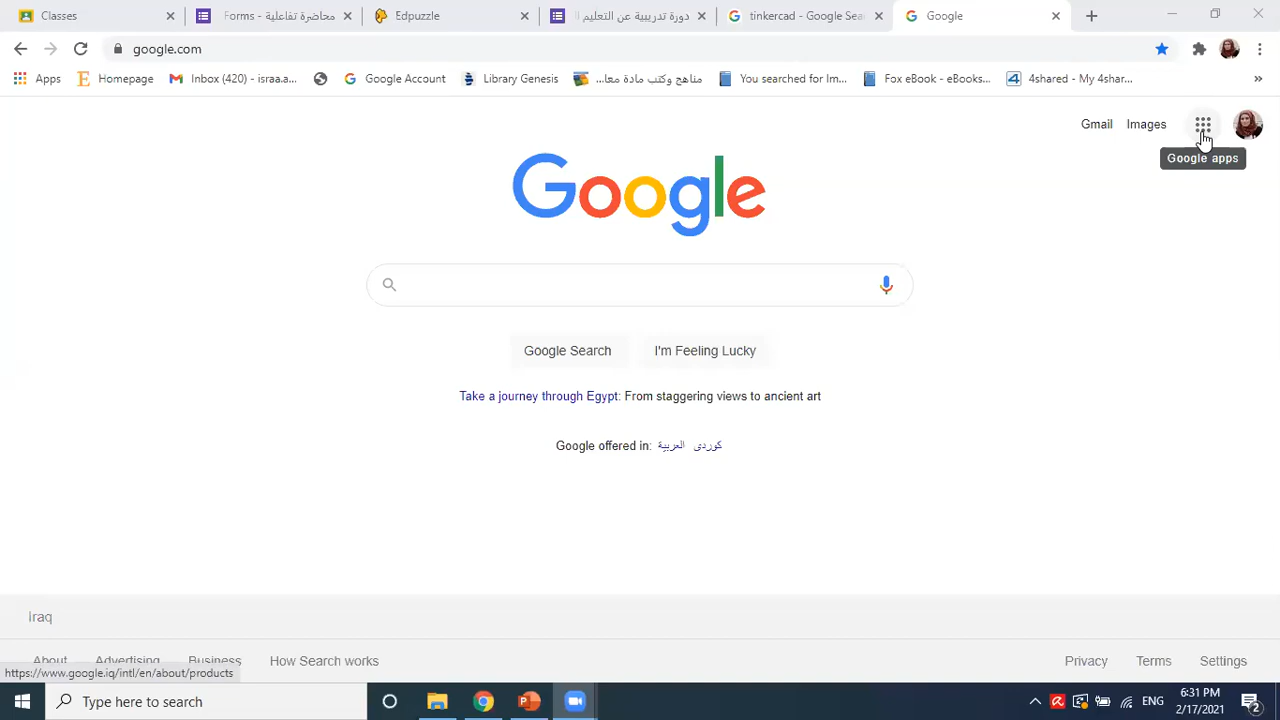 Classes
Forms - محاضرة تفاعلية
Edpuzzle
دورة تدريبية عن التعليم ال
tinkercad - Google Sea
Google
google.com
Apps
Homepage
Inbox (420) - israa.a...
Google Account
Library Genesis
مناهج وكتب مادة معا...
You searched for Im...
Fox eBook - eBooks...
4shared - My 4shar...
»
Gmail
Images
Google apps
Google
Google Search
I'm Feeling Lucky
Take a journey through Egypt: From staggering views to ancient art
Google offered in: العربية کوردی
Iraq
About
Advertising
Business
How Search works
Privacy
Terms
Settings
https://www.google.iq/intl/en/about/products
Type here to search
ENG
6:31 PM
2/17/2021
2